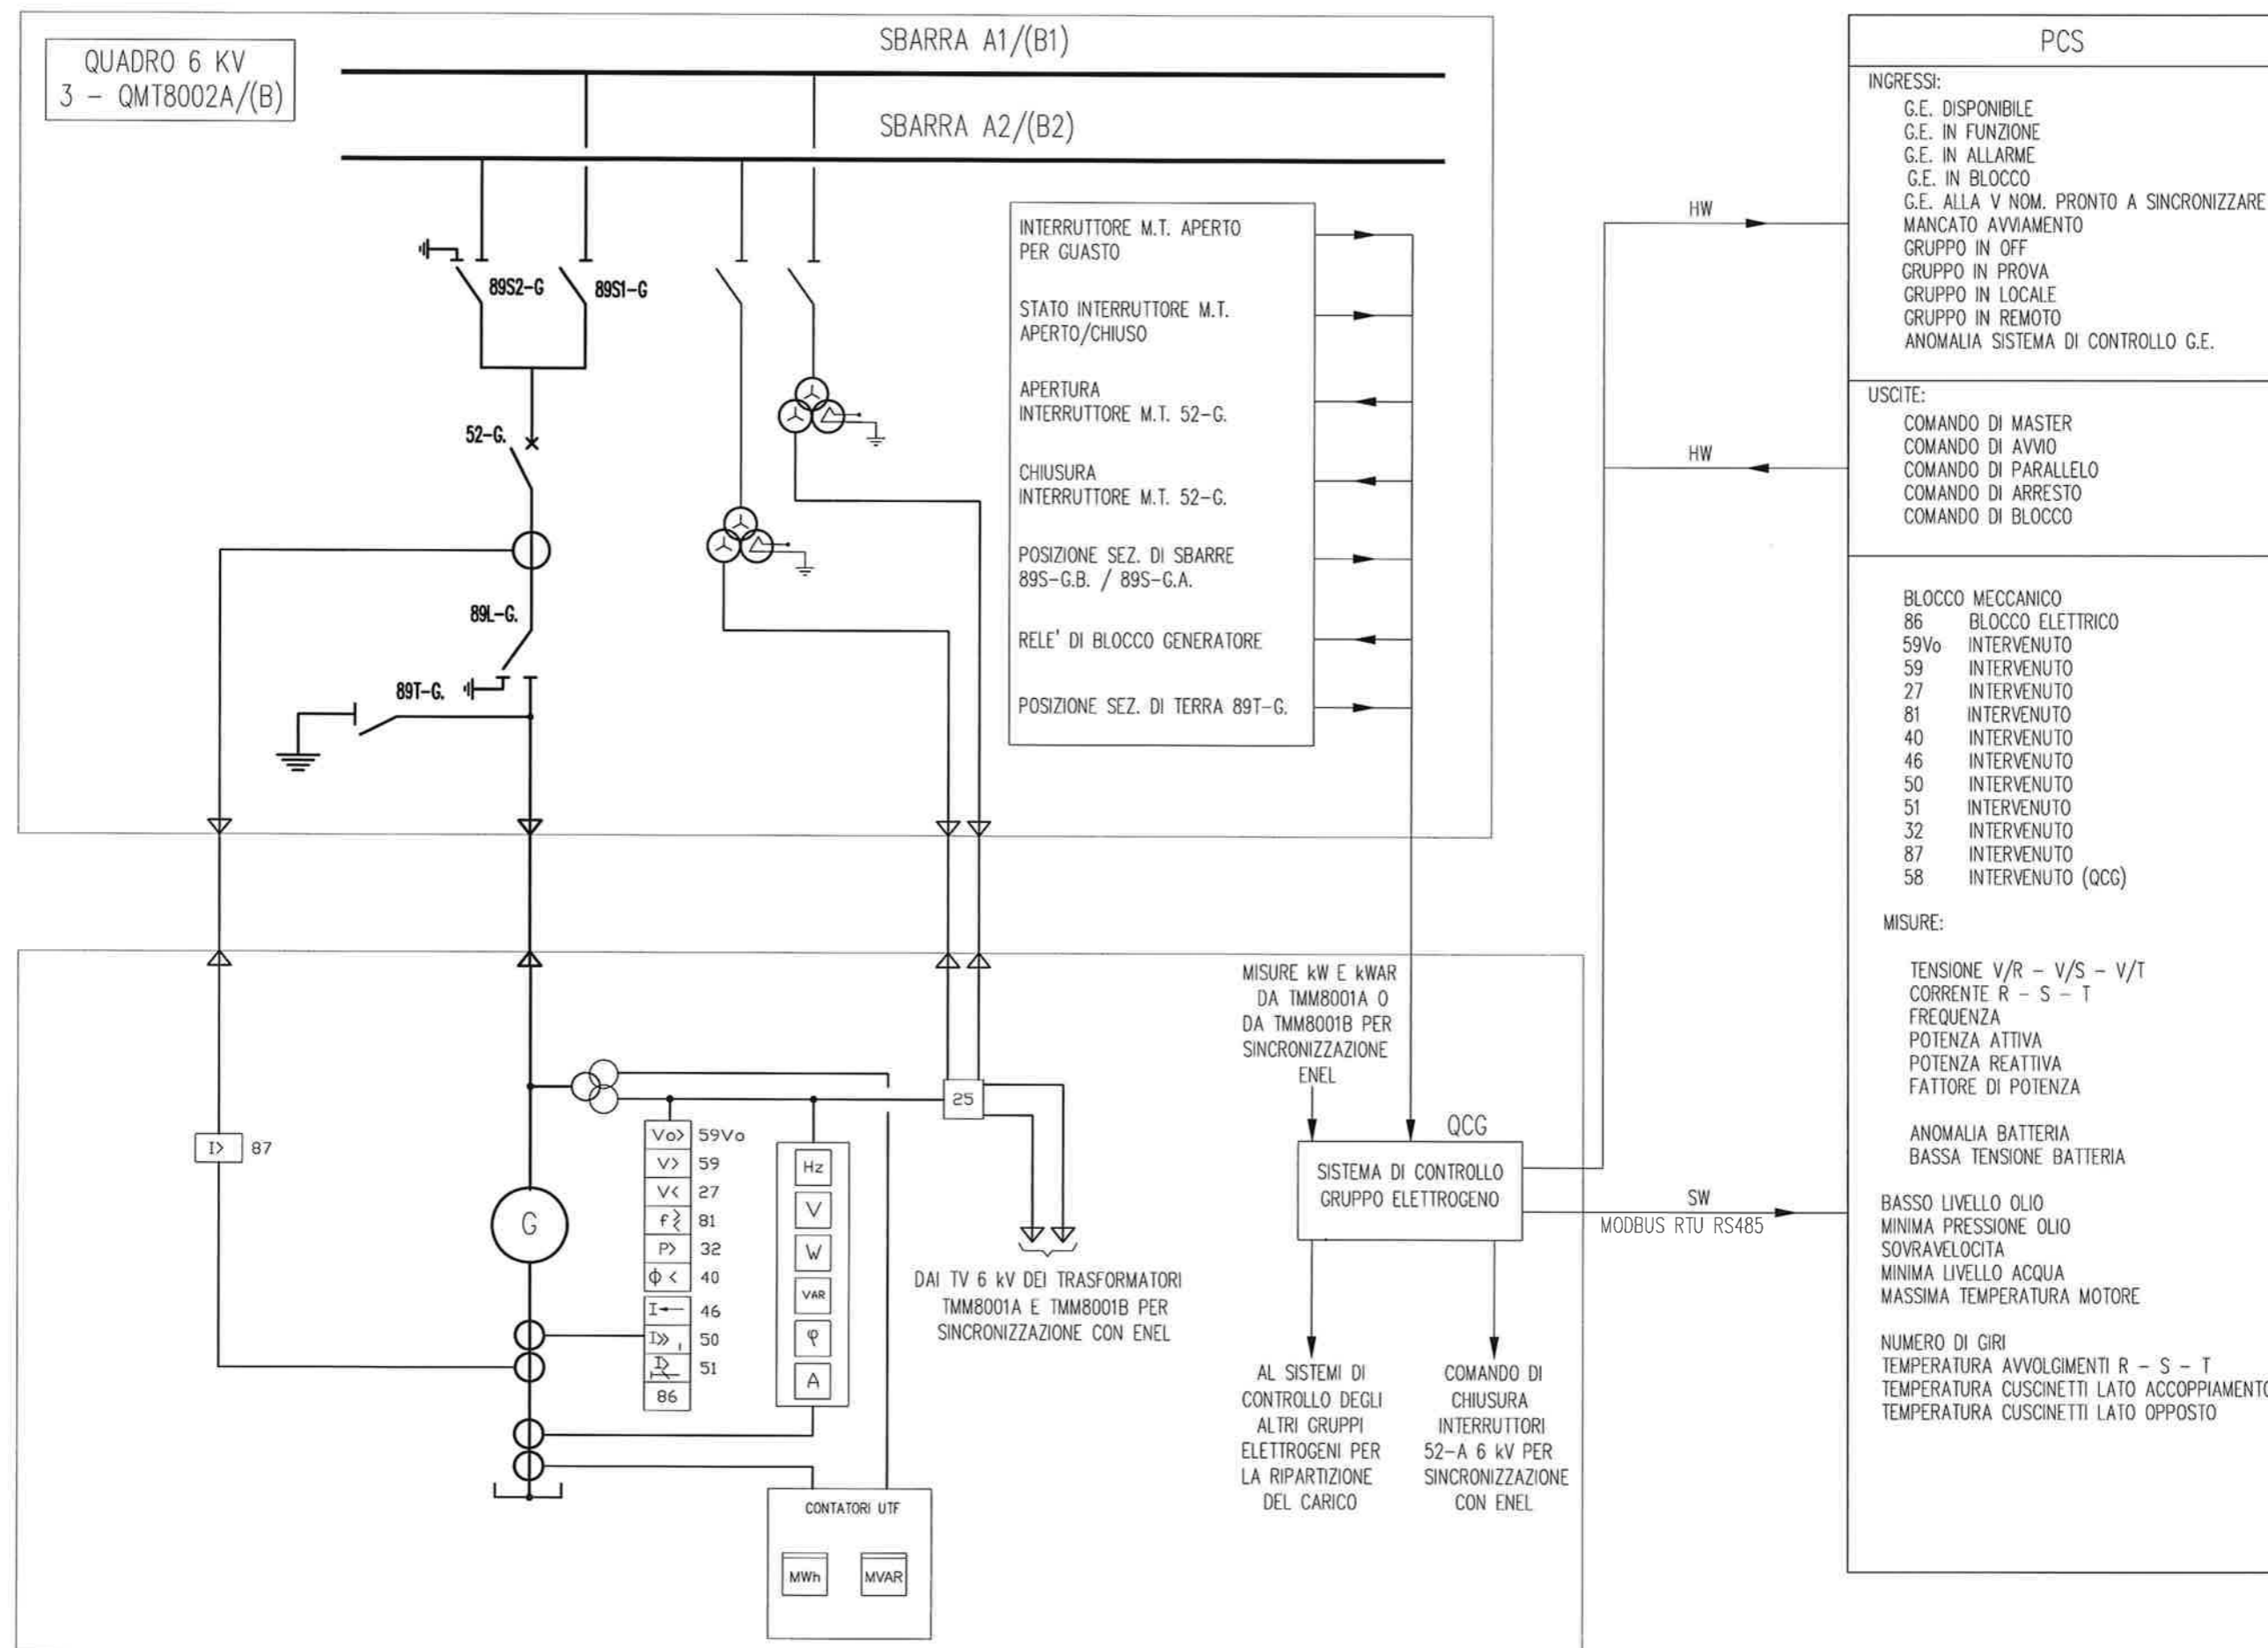 QUADRO 6 KV
3 - QMT8002A/(B)
SBARRA A1/(B1)
SBARRA A2/(B2)
89S2-G
89S1-G
52-G.
89L-G.
89T-G.
INTERRUTTORE M.T. APERTO
PER GUASTO
STATO INTERRUTTORE M.T.
APERTO/CHIUSO
APERTURA
INTERRUTTORE M.T. 52-G.
CHIUSURA
INTERRUTTORE M.T. 52-G.
POSIZIONE SEZ. DI SBARRE
89S-G.B. / 89S-G.A.
RELE' DI BLOCCO GENERATORE
POSIZIONE SEZ. DI TERRA 89T-G.
I> 87
G
Vo> 59Vo
V> 59
V< 27
f 81
P> 32
Φ < 40
I 46
I>> 50
I> 51
86
Hz
V
W
VAR
φ
A
25
DAI TV 6 kV DEI TRASFORMATORI
TMM8001A E TMM8001B PER
SINCRONIZZAZIONE CON ENEL
CONTATORI UTF
MWh
MVAR
MISURE kW E kWAR
DA TMM8001A O
DA TMM8001B PER
SINCRONIZZAZIONE
ENEL
QCG
SISTEMA DI CONTROLLO
GRUPPO ELETTROGENO
AL SISTEMI DI
CONTROLLO DEGLI
ALTRI GRUPPI
ELETTROGENI PER
LA RIPARTIZIONE
DEL CARICO
COMANDO DI
CHIUSURA
INTERRUTTORI
52-A 6 kV PER
SINCRONIZZAZIONE
CON ENEL
HW
HW
SW
MODBUS RTU RS485
PCS
INGRESSI:
G.E. DISPONIBILE
G.E. IN FUNZIONE
G.E. IN ALLARME
G.E. IN BLOCCO
G.E. ALLA V NOM. PRONTO A SINCRONIZZARE
MANCATO AVVIAMENTO
GRUPPO IN OFF
GRUPPO IN PROVA
GRUPPO IN LOCALE
GRUPPO IN REMOTO
ANOMALIA SISTEMA DI CONTROLLO G.E.
USCITE:
COMANDO DI MASTER
COMANDO DI AVVIO
COMANDO DI PARALLELO
COMANDO DI ARRESTO
COMANDO DI BLOCCO
BLOCCO MECCANICO
86 BLOCCO ELETTRICO
59Vo INTERVENUTO
59 INTERVENUTO
27 INTERVENUTO
81 INTERVENUTO
40 INTERVENUTO
46 INTERVENUTO
50 INTERVENUTO
51 INTERVENUTO
32 INTERVENUTO
87 INTERVENUTO
58 INTERVENUTO (QCG)
MISURE:
TENSIONE V/R - V/S - V/T
CORRENTE R - S - T
FREQUENZA
POTENZA ATTIVA
POTENZA REATTIVA
FATTORE DI POTENZA
ANOMALIA BATTERIA
BASSA TENSIONE BATTERIA
BASSO LIVELLO OLIO
MINIMA PRESSIONE OLIO
SOVRAVELOCITA
MINIMA LIVELLO ACQUA
MASSIMA TEMPERATURA MOTORE
NUMERO DI GIRI
TEMPERATURA AVVOLGIMENTI R - S - T
TEMPERATURA CUSCINETTI LATO ACCOPPIAMENTO
TEMPERATURA CUSCINETTI LATO OPPOSTO